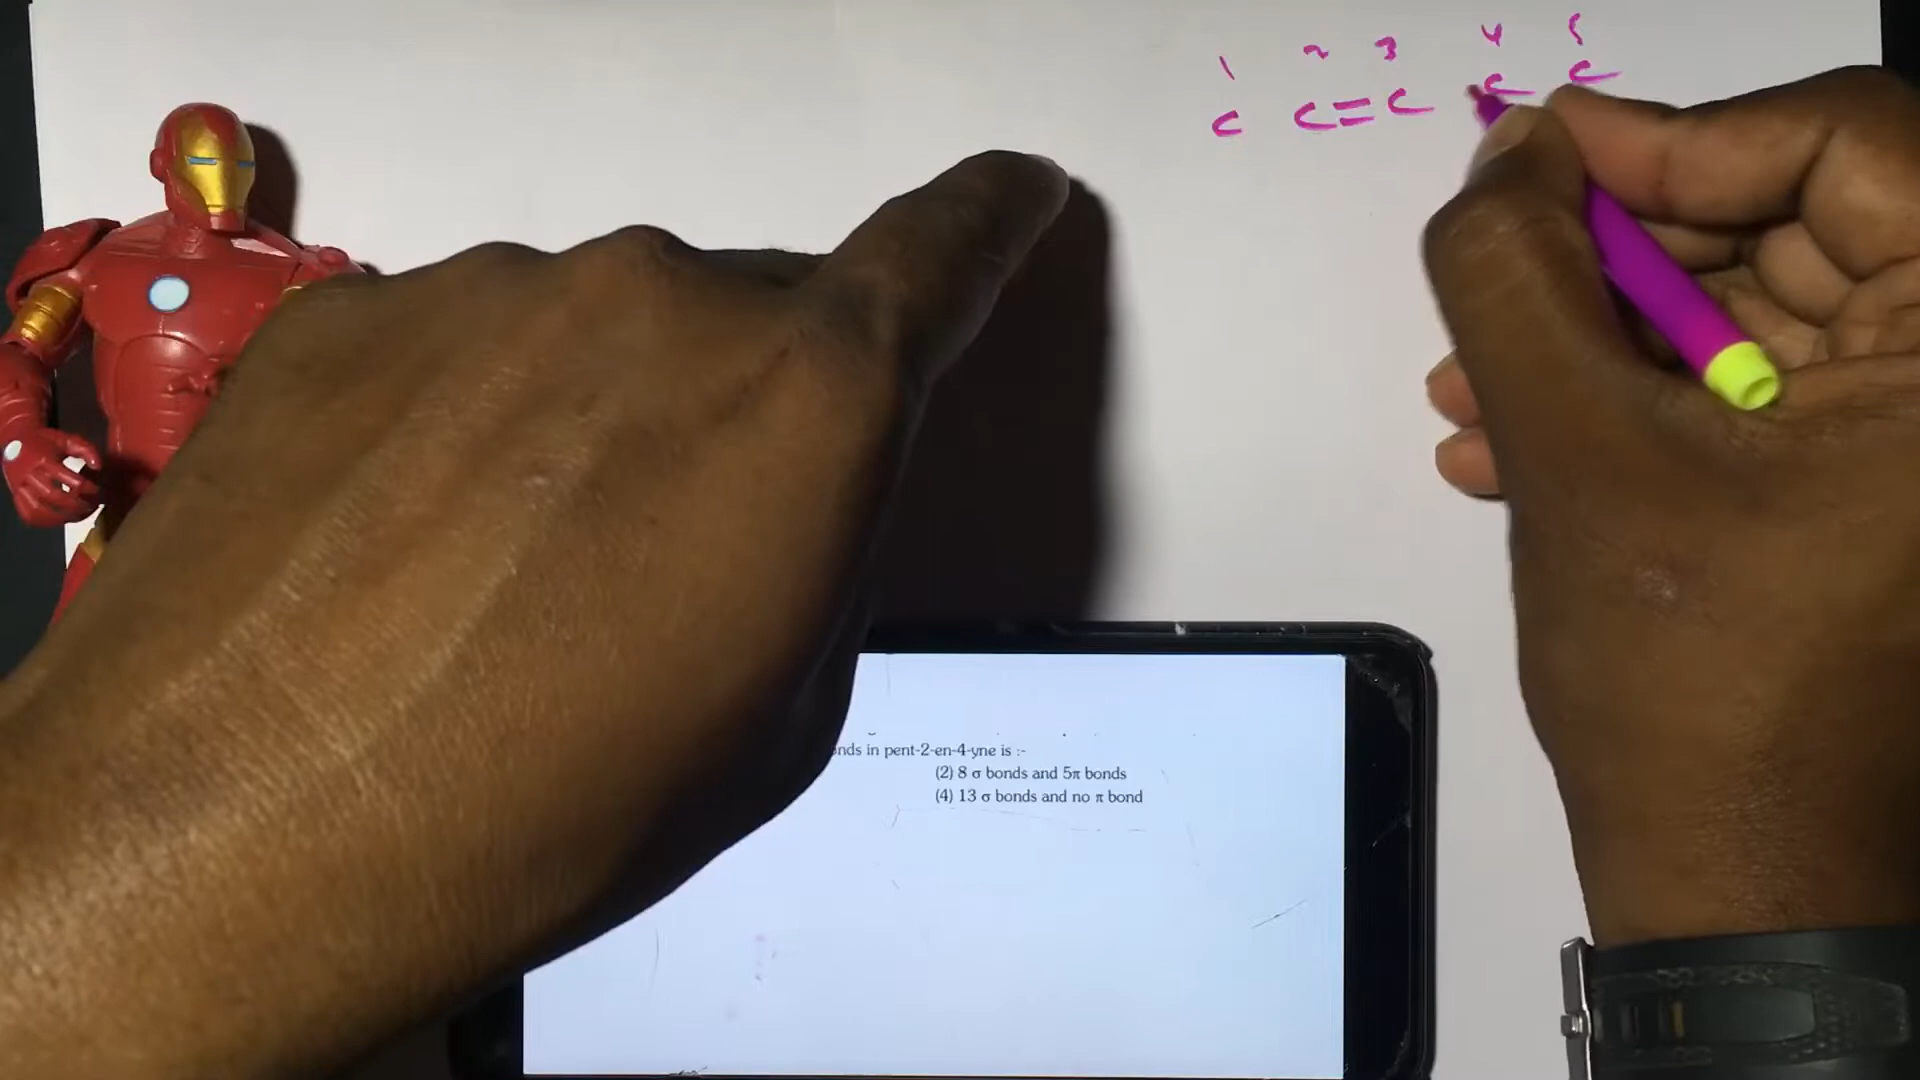 1 2 3 4 5
C C=C C C
nds in pent-2-en-4-yne is :-
(2) 8 σ bonds and 5π bonds
(4) 13 σ bonds and no π bond